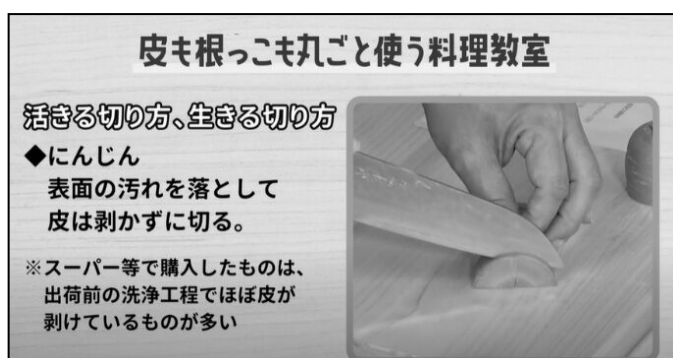 皮も根っこも丸ごと使う料理教室
活きる切り方、生きる切り方
◆にんじん
表面の汚れを落として
皮は剥かずに切る。
※スーパー等で購入したものは、
出荷前の洗浄工程でほぼ皮が
剥けているものが多い